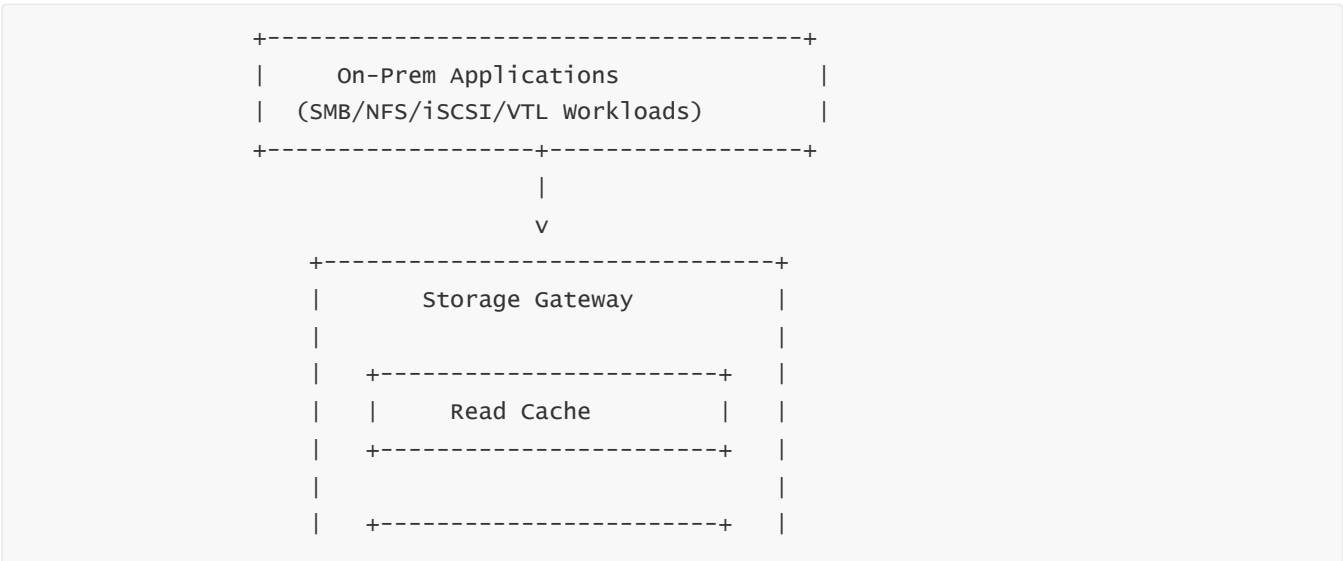 +--------------------------------------+
|     On-Prem Applications              |
|  (SMB/NFS/iSCSI/VTL Workloads)        |
+-------------------+------------------+
|
v
+--------------------------------+
|       Storage Gateway          |
|                                |
|   +------------------------+   |
|   |     Read Cache         |   |
|   +------------------------+   |
|                                |
|   +------------------------+   |